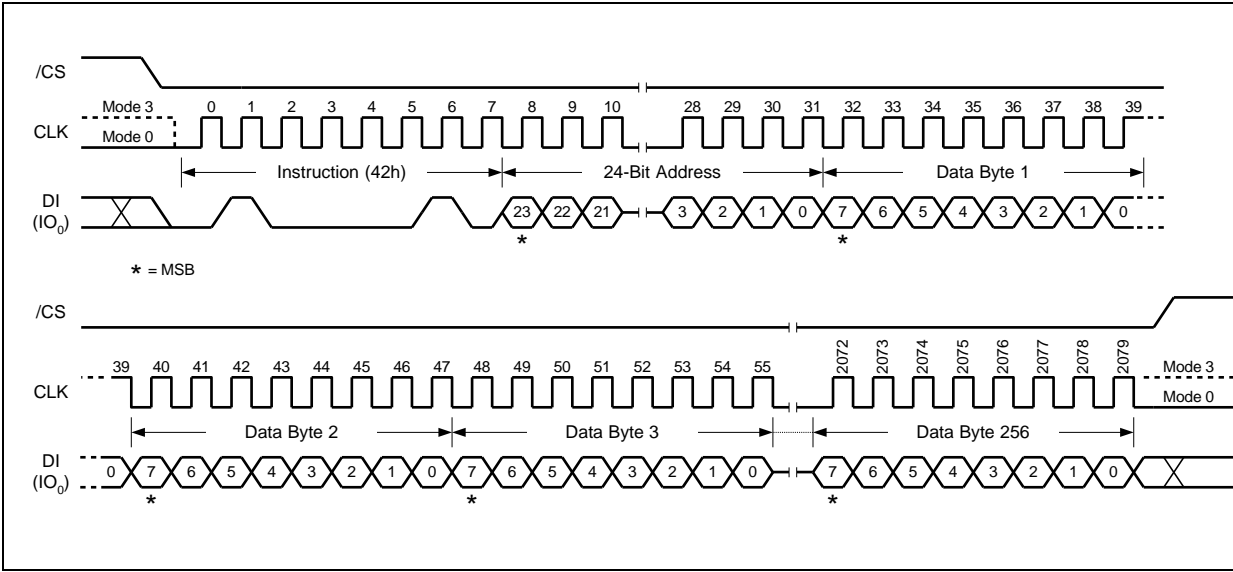 /CS
Mode 3 0 1 2 3 4 5 6 7 8 9 10 28 29 30 31 32 33 34 35 36 37 38 39
CLK Mode 0
Instruction (42h) 24-Bit Address Data Byte 1
DI
(IO0) 23 22 21 3 2 1 0 7 6 5 4 3 2 1 0
* *
* = MSB
/CS
39 40 41 42 43 44 45 46 47 48 49 50 51 52 53 54 55 2072 2073 2074 2075 2076 2077 2078 2079 Mode 3
CLK Mode 0
Data Byte 2 Data Byte 3 Data Byte 256
DI
(IO0) 0 7 6 5 4 3 2 1 0 7 6 5 4 3 2 1 0 7 6 5 4 3 2 1 0
* * *